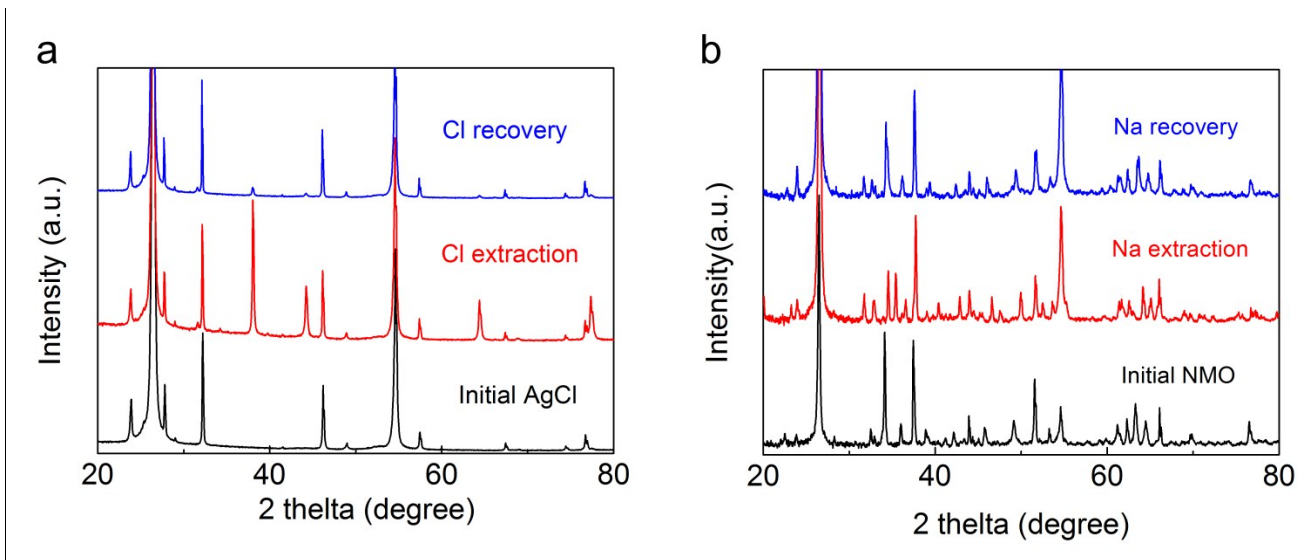 a
Intensity (a.u.)
Cl recovery
Cl extraction
Initial AgCl
20 40 60 80
2 thelta (degree)
b
Intensity(a.u.)
Na recovery
Na extraction
Initial NMO
20 40 60 80
2 thelta (degree)